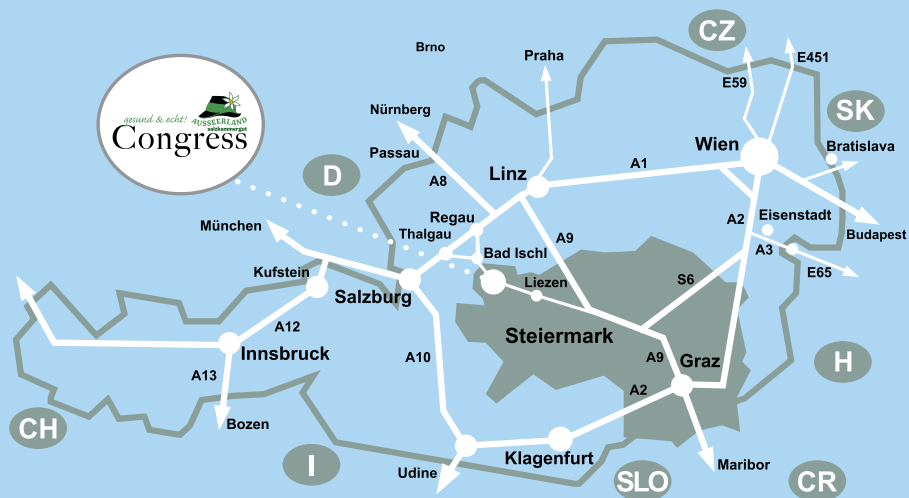 CZ
E451
Brno
Praha
E59
SK
Nürnberg
gesund & echt!
AUSSEERLAND
salzkammergut
Congress
Passau
A8
Linz
A1
Wien
Bratislava
D
Regau
München
Thalgau
A9
A2
Eisenstadt
Budapest
Bad Ischl
A3
E65
Kufstein
Salzburg
Liezen
S6
Steiermark
A12
Innsbruck
A10
A9
Graz
H
A13
A2
CH
Bozen
I
Udine
Klagenfurt
SLO
Maribor
CR